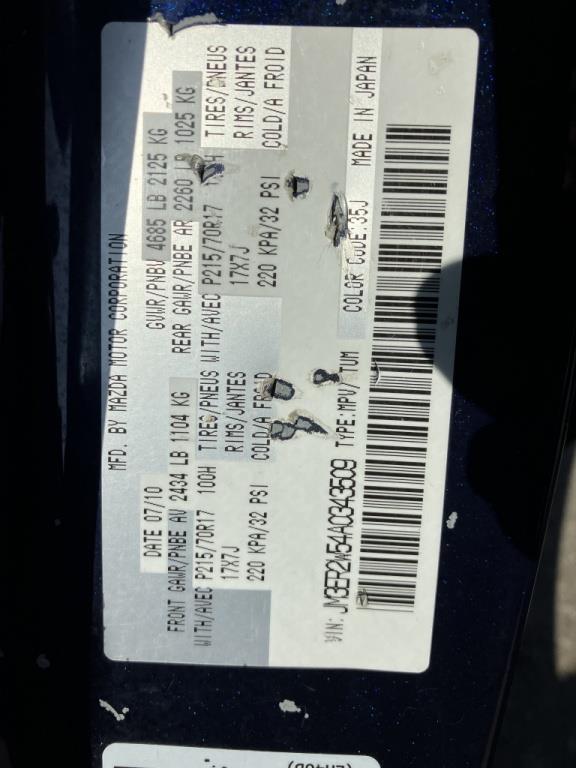 MFD. BY MAZDA MOTOR CORPORATION
DATE 07/10 GVWR/PNBV 4685 LB 2125 KG
FRONT GAWR/PNBE AV 2434 LB 1104 KG REAR GAWR/PNBE AR 2260 LB 1025 KG
WITH/AVEC P215/70R17 100H TIRES/PNEUS WITH/AVEC P215/70R17 TIRES/PNEUS
17X7J RIMS/JANTES 17X7J RIMS/JANTES
220 KPA/32 PSI COLD/A FROID 220 KPA/32 PSI COLD/A FROID
VIN: JM3ER2W54A0343509 TYPE:MPV/TUM COLOR CODE:35J MADE IN JAPAN